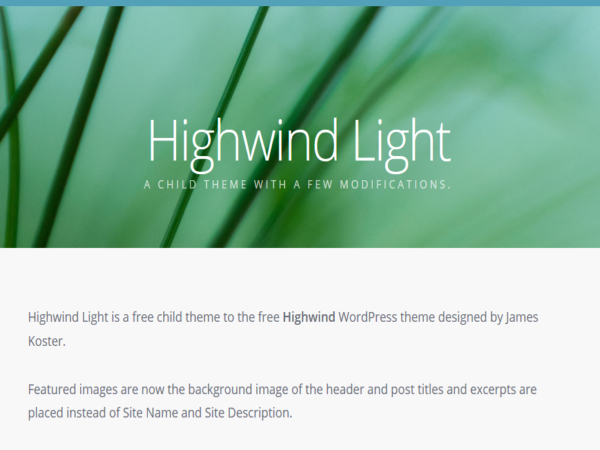 Highwind Light
A CHILD THEME WITH A FEW MODIFICATIONS.
Highwind Light is a free child theme to the free Highwind WordPress theme designed by James
Koster.
Featured images are now the background image of the header and post titles and excerpts are
placed instead of Site Name and Site Description.